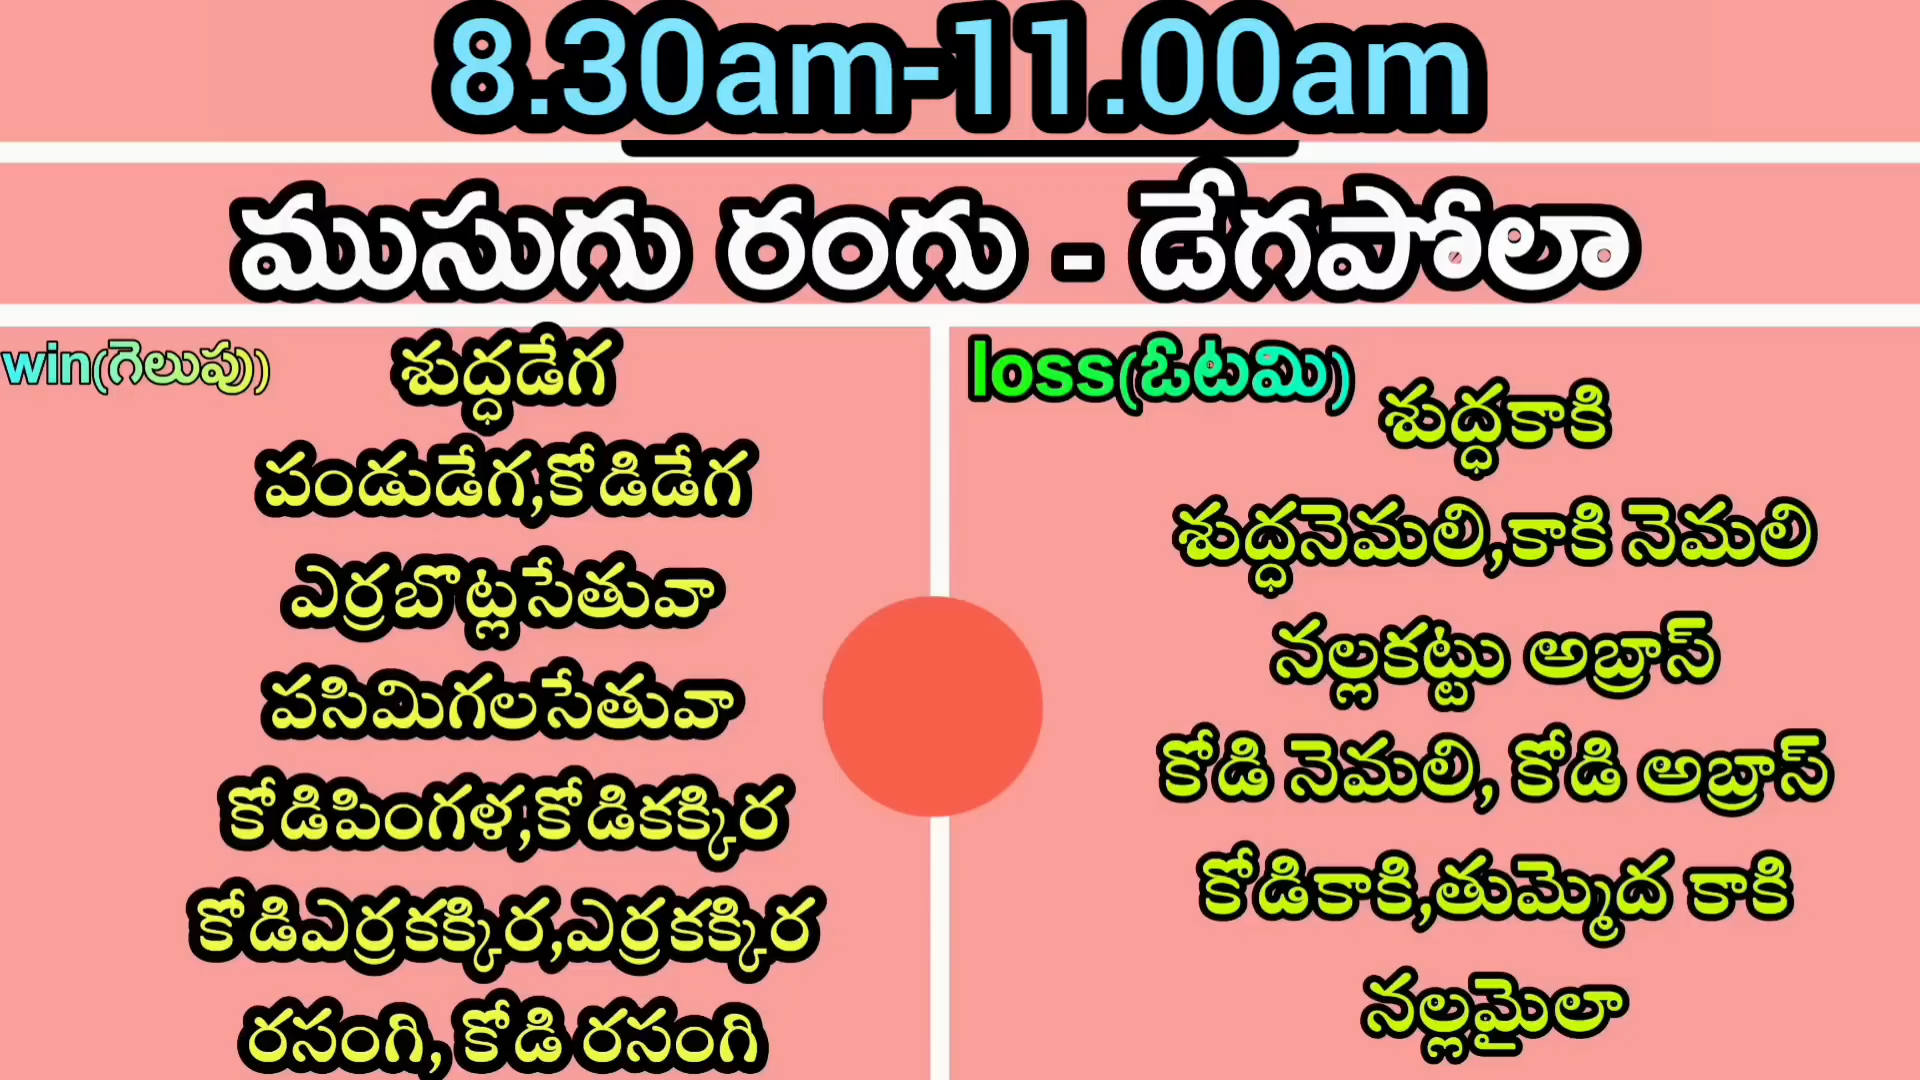 8.30am-11.00am
ముసుగు రంగు - డేగపోలా
win(గెలుపు)
శుద్ధడేగ
పండుడేగ,కోడిడేగ
ఎర్రబొట్లసేతువా
పసిమిగలసేతువా
కోడిపింగళ,కోడికక్కిర
కోడిఎర్రకక్కిర,ఎర్రకక్కిర
రసంగి, కోడి రసంగి
loss(ఓటమి)
శుద్ధకాకి
శుద్ధనెమలి,కాకి నెమలి
నల్లకట్టు అబ్రాస్
కోడి నెమలి, కోడి అబ్రాస్
కోడికాకి,తుమ్మెద కాకి
నల్లమైలా